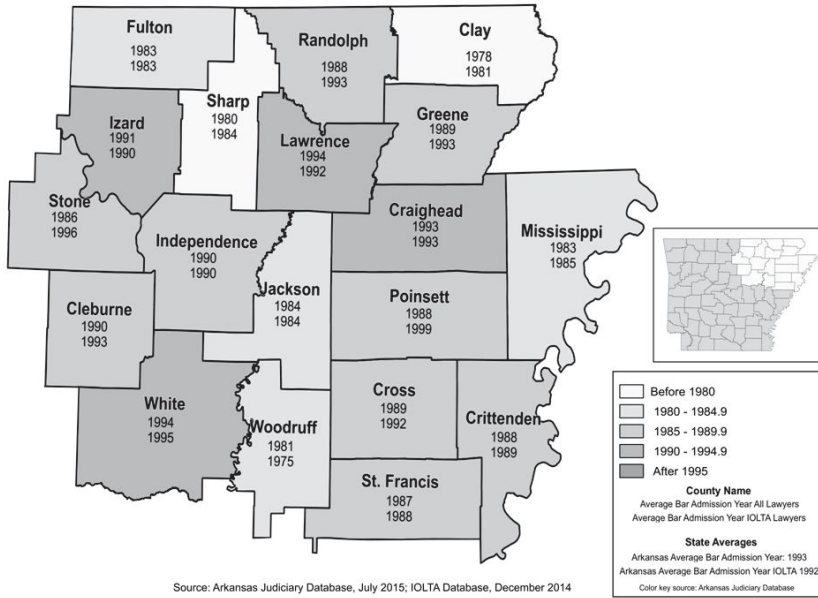 Fulton
1983
1983
Randolph
1988
1993
Clay
1978
1981
Sharp
1980
1984
Izard
1991
1990
Lawrence
1994
1992
Greene
1989
1993
Stone
1986
1996
Independence
1990
1990
Craighead
1993
1993
Mississippi
1983
1985
Jackson
1984
1984
Cleburne
1990
1993
Poinsett
1988
1999
White
1994
1995
Woodruff
1981
1975
Cross
1989
1992
Crittenden
1988
1989
St. Francis
1987
1988
Before 1980
1980 - 1984.9
1985 - 1989.9
1990 - 1994.9
After 1995
County Name
Average Bar Admission Year All Lawyers
Average Bar Admission Year IOLTA Lawyers
State Averages
Arkansas Average Bar Admission Year: 1993
Arkansas Average Bar Admission Year IOLTA 1992
Color key source: Arkansas Judiciary Database
Source: Arkansas Judiciary Database, July 2015; IOLTA Database, December 2014